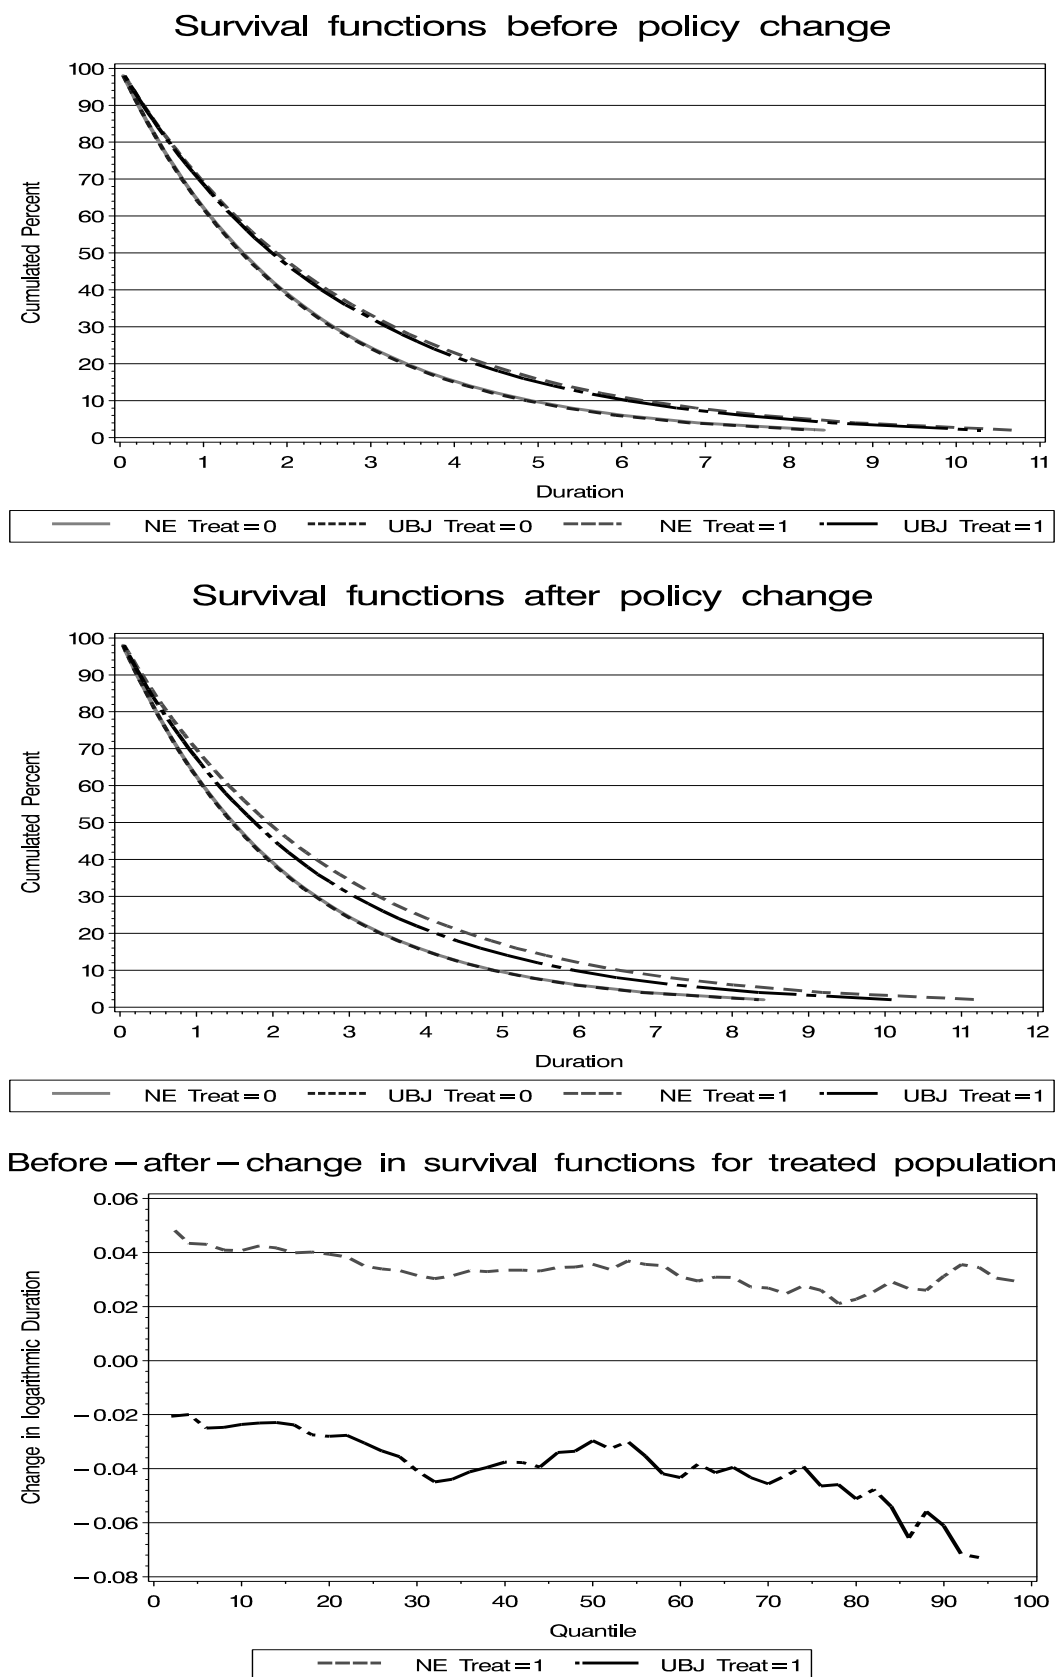 Survival functions before policy change
100
90
80
70
60
50
40
30
20
10
0
Cumulated Percent
0 1 2 3 4 5 6 7 8 9 10 11
Duration
NE Treat=0 UBJ Treat=0 NE Treat=1 UBJ Treat=1
Survival functions after policy change
100
90
80
70
60
50
40
30
20
10
0
Cumulated Percent
0 1 2 3 4 5 6 7 8 9 10 11 12
Duration
NE Treat=0 UBJ Treat=0 NE Treat=1 UBJ Treat=1
Before-after-change in survival functions for treated population
0.06
0.04
0.02
0.00
-0.02
-0.04
-0.06
-0.08
Change in logarithmic Duration
0 10 20 30 40 50 60 70 80 90 100
Quantile
NE Treat=1 UBJ Treat=1